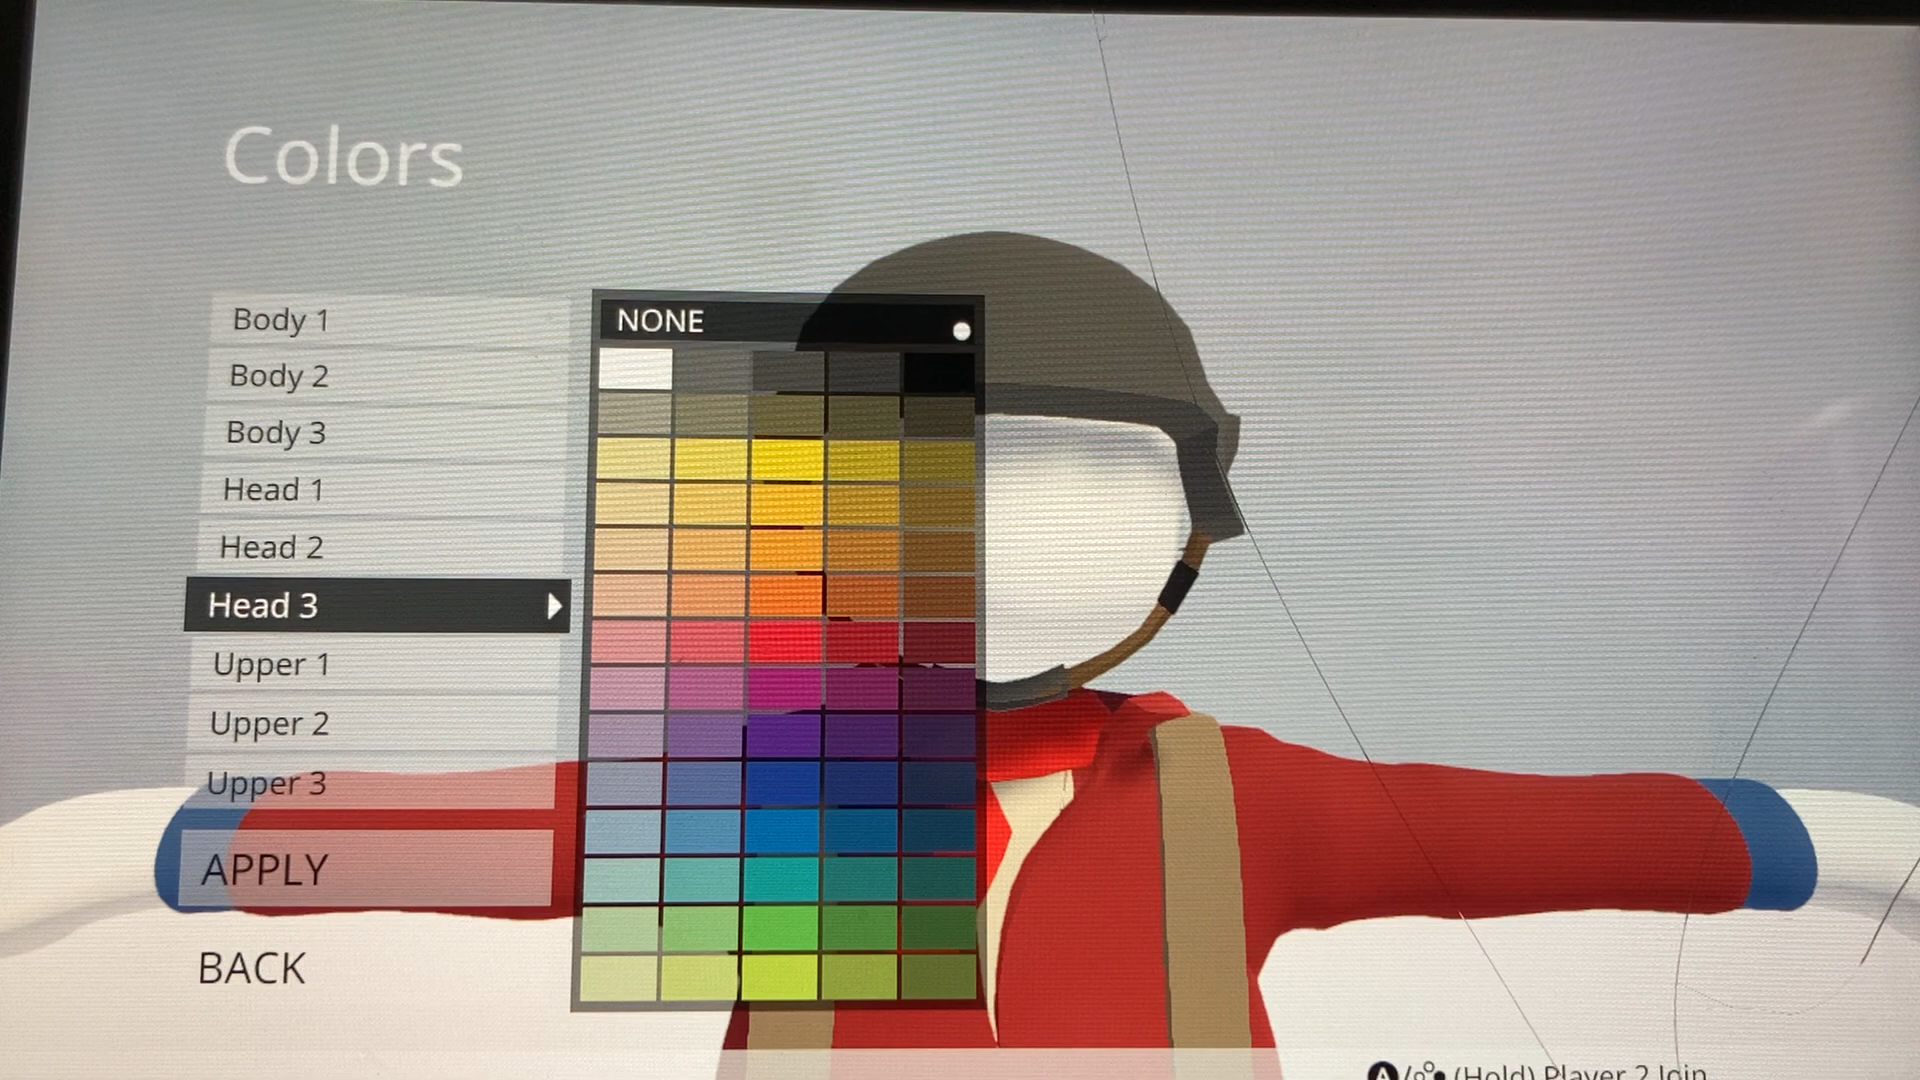 Colors
Body 1
Body 2
Body 3
Head 1
Head 2
Head 3
Upper 1
Upper 2
Upper 3
APPLY
BACK
NONE
A/ (Hold) Player 2 Join